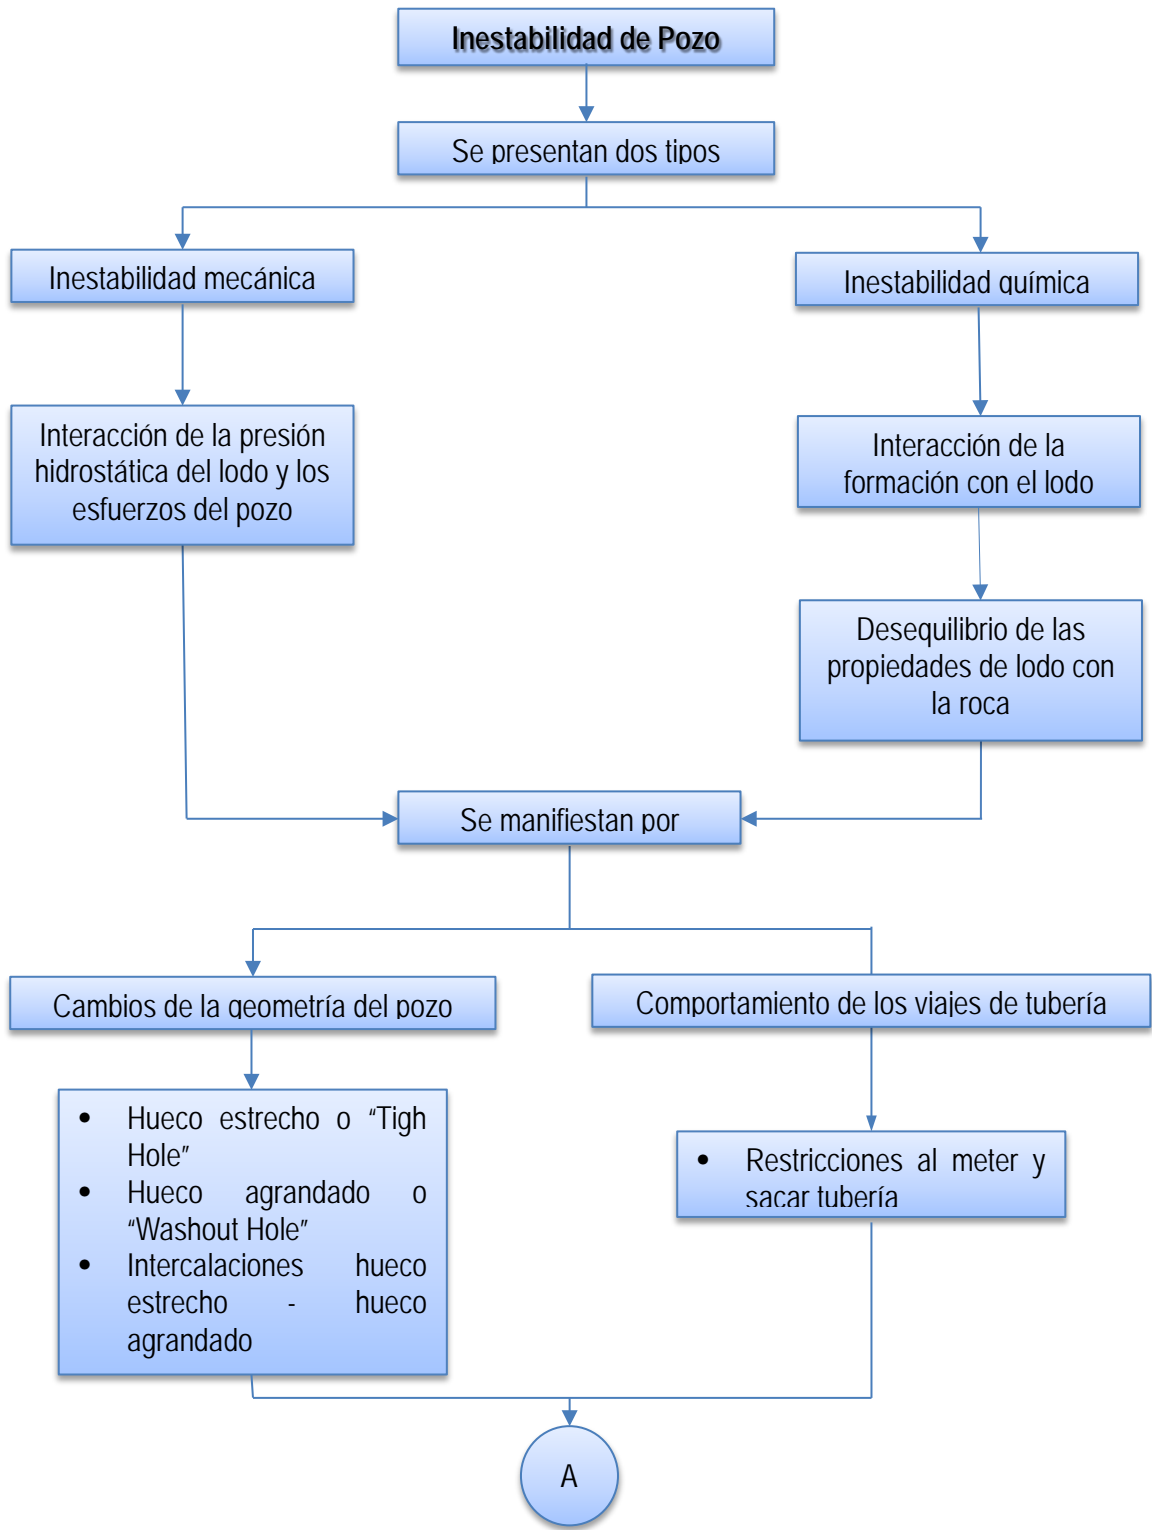 Inestabilidad de Pozo
Se presentan dos tipos
Inestabilidad mecánica
Inestabilidad química
Interacción de la presión
hidrostática del lodo y los
esfuerzos del pozo
Interacción de la
formación con el lodo
Desequilibrio de las
propiedades de lodo con
la roca
Se manifiestan por
Cambios de la geometría del pozo
Comportamiento de los viajes de tubería
• Hueco estrecho o “Tigh
Hole”
• Hueco agrandado o
“Washout Hole”
• Intercalaciones hueco
estrecho - hueco
agrandado
• Restricciones al meter y
sacar tubería
A